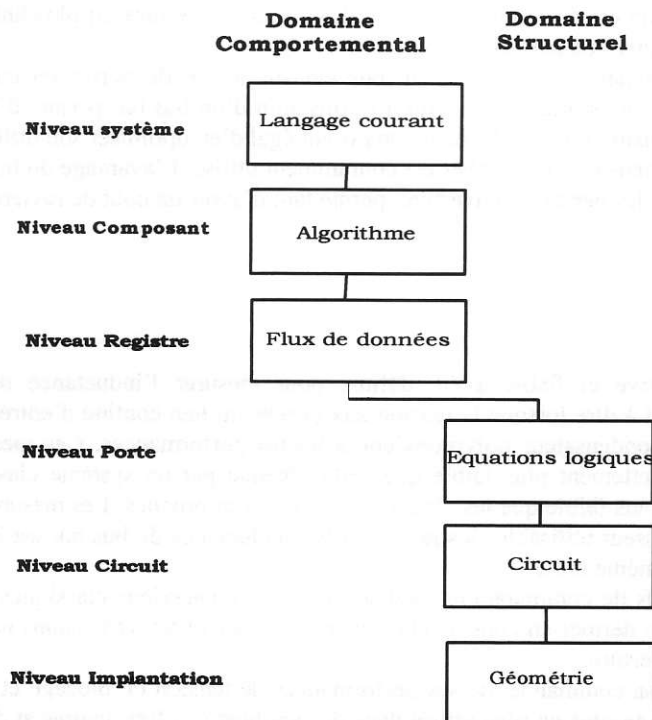 Domaine Comportemental
Domaine Structurel
Niveau système
Langage courant
Niveau Composant
Algorithme
Niveau Registre
Flux de données
Niveau Porte
Equations logiques
Niveau Circuit
Circuit
Niveau Implantation
Géométrie